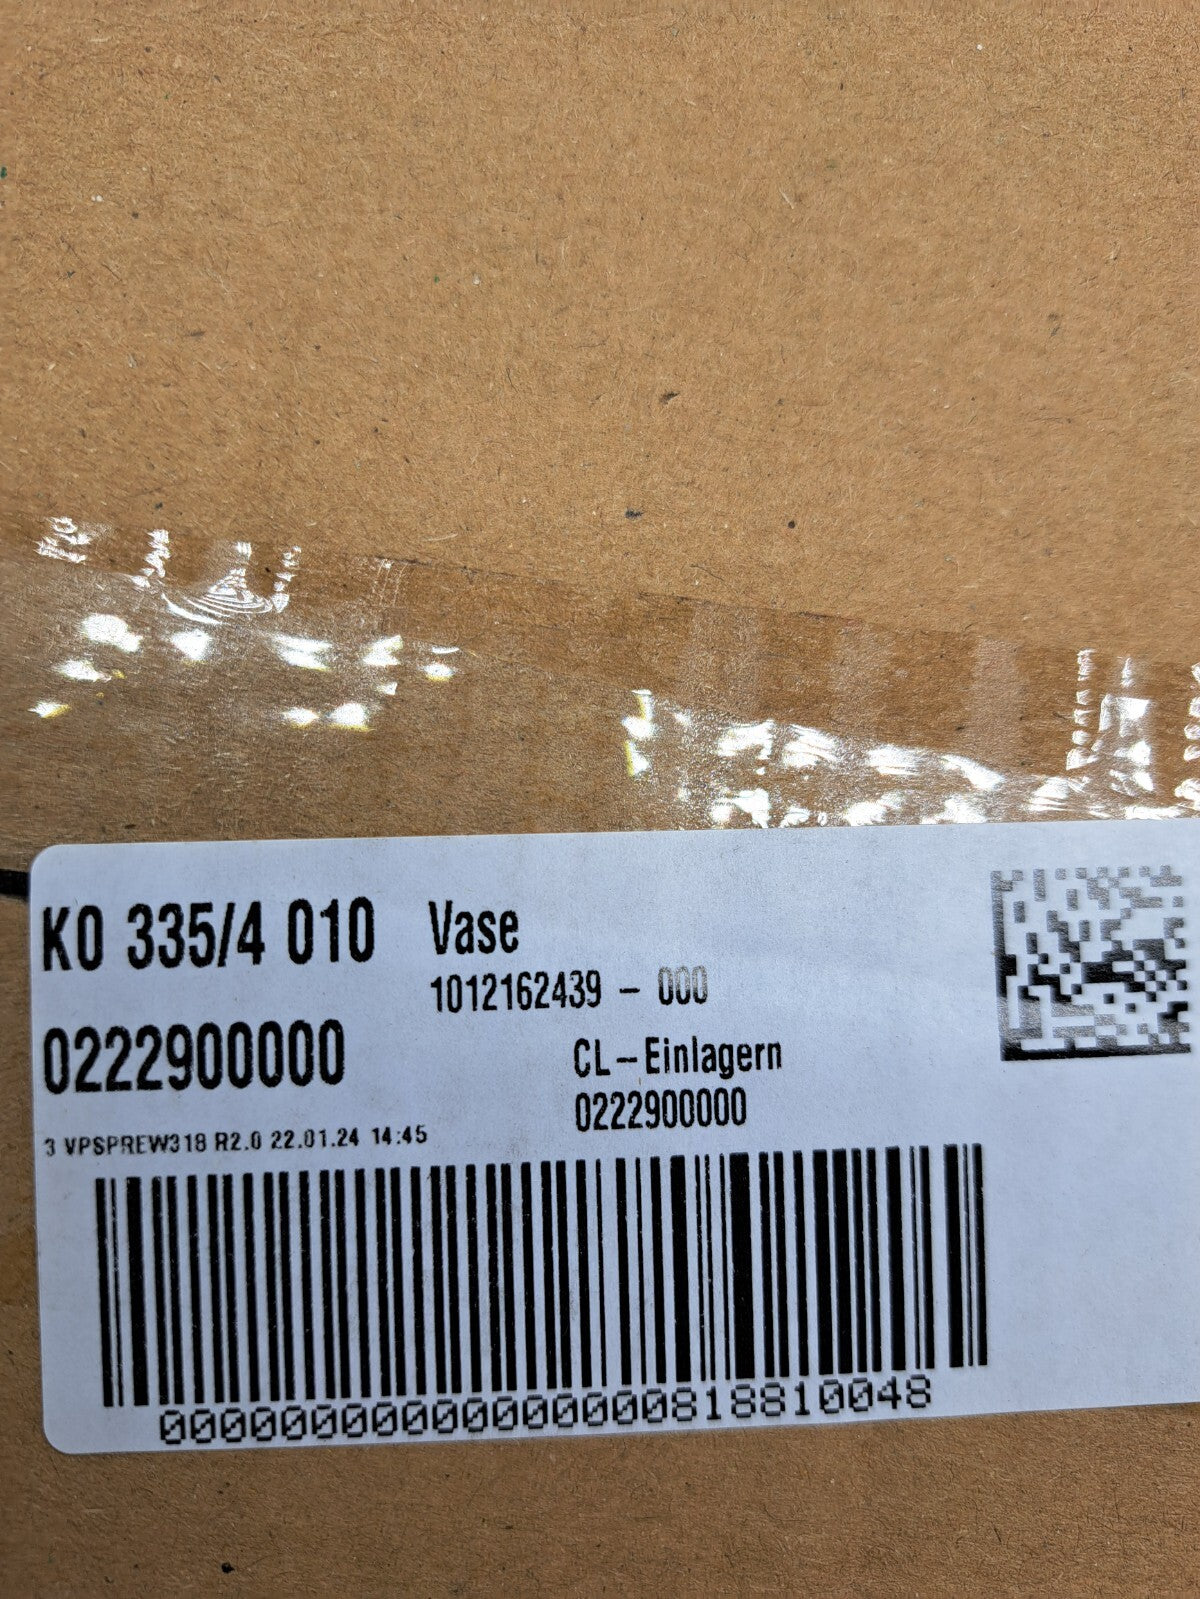 K0 335/4 010 Vase
1012162439 - 000
0222900000
CL-Einlagern
0222900000
3 VPSPREW318 R2.0 22.01.24 14:45
00000000000000000818810048